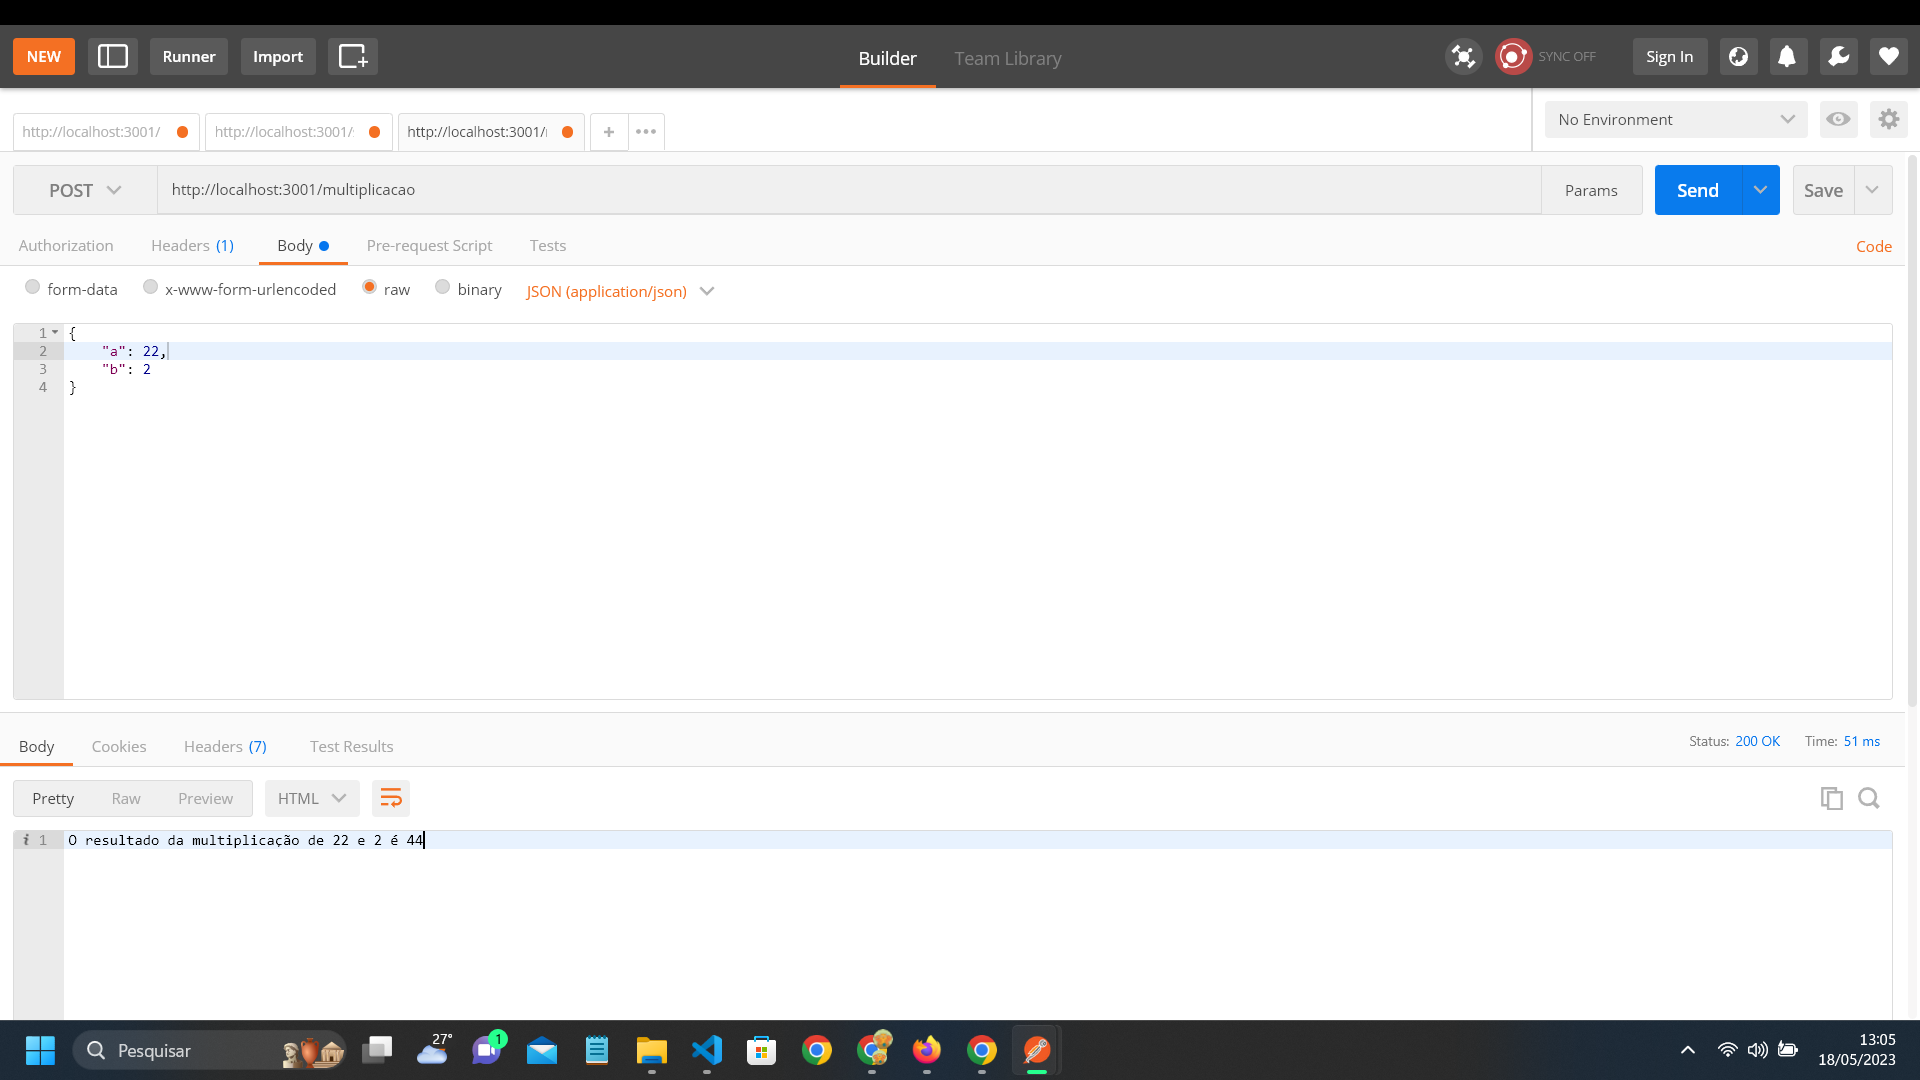 NEW Runner Import Builder Team Library SYNC OFF Sign In
http://localhost:3001/ http://localhost:3001/ http://localhost:3001/ + ••• No Environment
POST http://localhost:3001/multiplicacao Params Send Save
Authorization Headers (1) Body Pre-request Script Tests Code
form-data x-www-form-urlencoded raw binary JSON (application/json)
1 {
2 "a": 22,
3 "b": 2
4 }
Body Cookies Headers (7) Test Results Status: 200 OK Time: 51 ms
Pretty Raw Preview HTML
i 1 O resultado da multiplicação de 22 e 2 é 44
Pesquisar 27° 1 13:05
18/05/2023